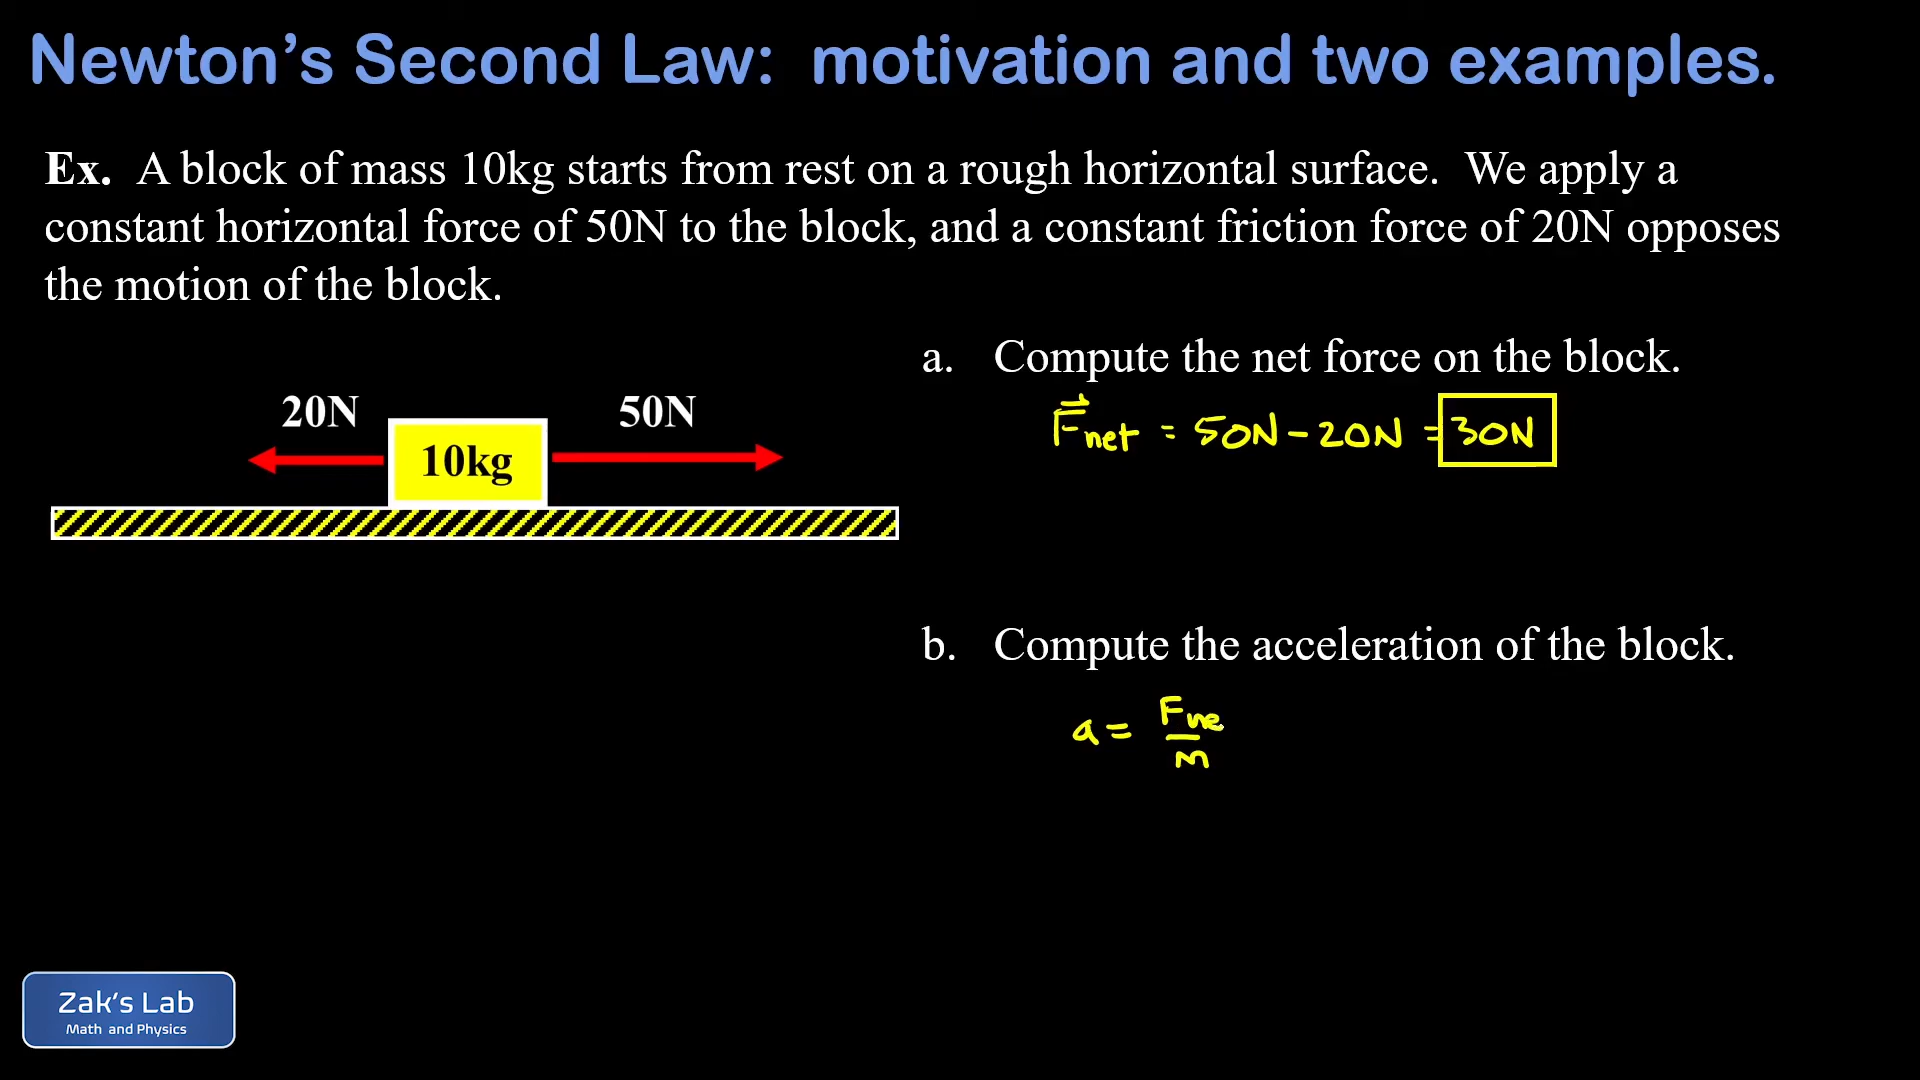 Newton’s Second Law:  motivation and two examples.
Ex.  A block of mass 10kg starts from rest on a rough horizontal surface.  We apply a
constant horizontal force of 50N to the block, and a constant friction force of 20N opposes
the motion of the block.
20N
50N
10kg
a. Compute the net force on the block.
F⃗net = 50N - 20N = 30N
b. Compute the acceleration of the block.
a = Fne
m
Zak’s Lab
Math and Physics